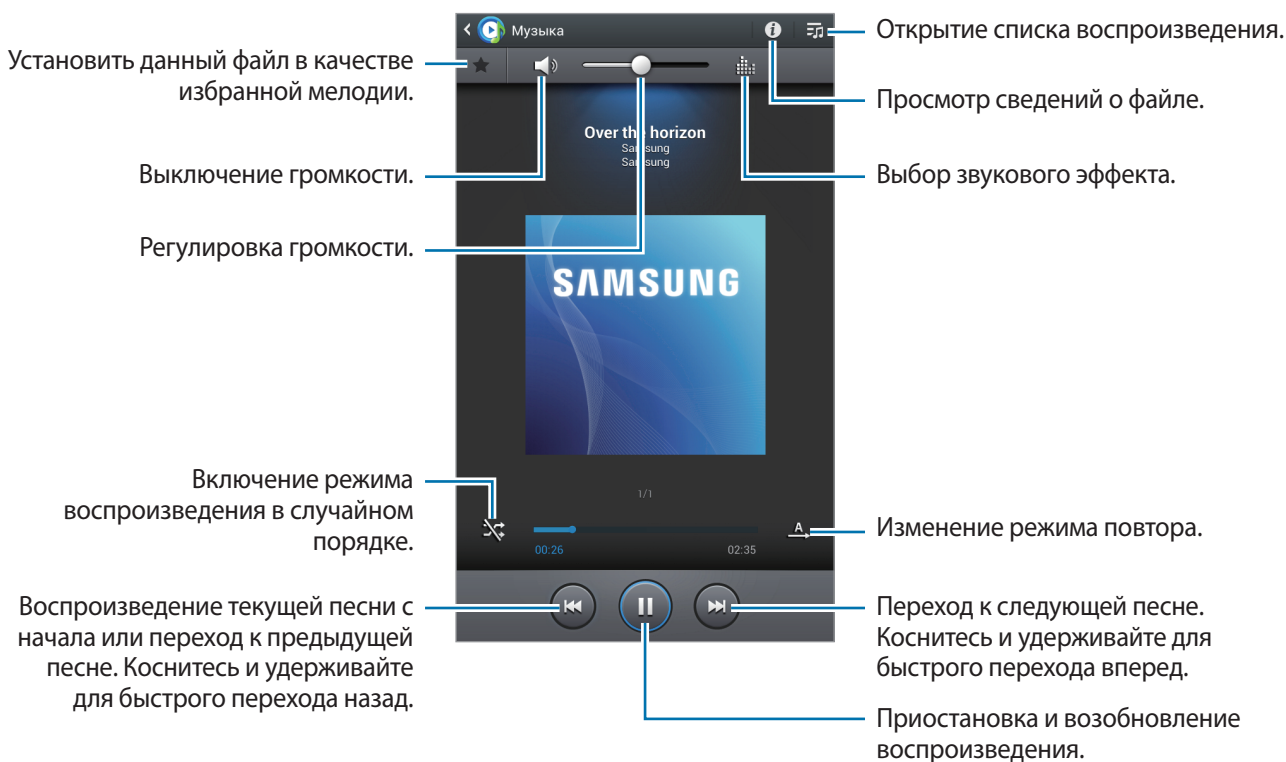 Музыка
Открытие списка воспроизведения.
Установить данный файл в качестве
избранной мелодии.
Просмотр сведений о файле.
Over the horizon
Samsung
Samsung
Выключение громкости.
Выбор звукового эффекта.
Регулировка громкости.
SAMSUNG
Включение режима
воспроизведения в случайном
порядке.
1/1
A
Изменение режима повтора.
00:26
02:35
Воспроизведение текущей песни с
начала или переход к предыдущей
песне. Коснитесь и удерживайте
для быстрого перехода назад.
Переход к следующей песне.
Коснитесь и удерживайте для
быстрого перехода вперед.
Приостановка и возобновление
воспроизведения.